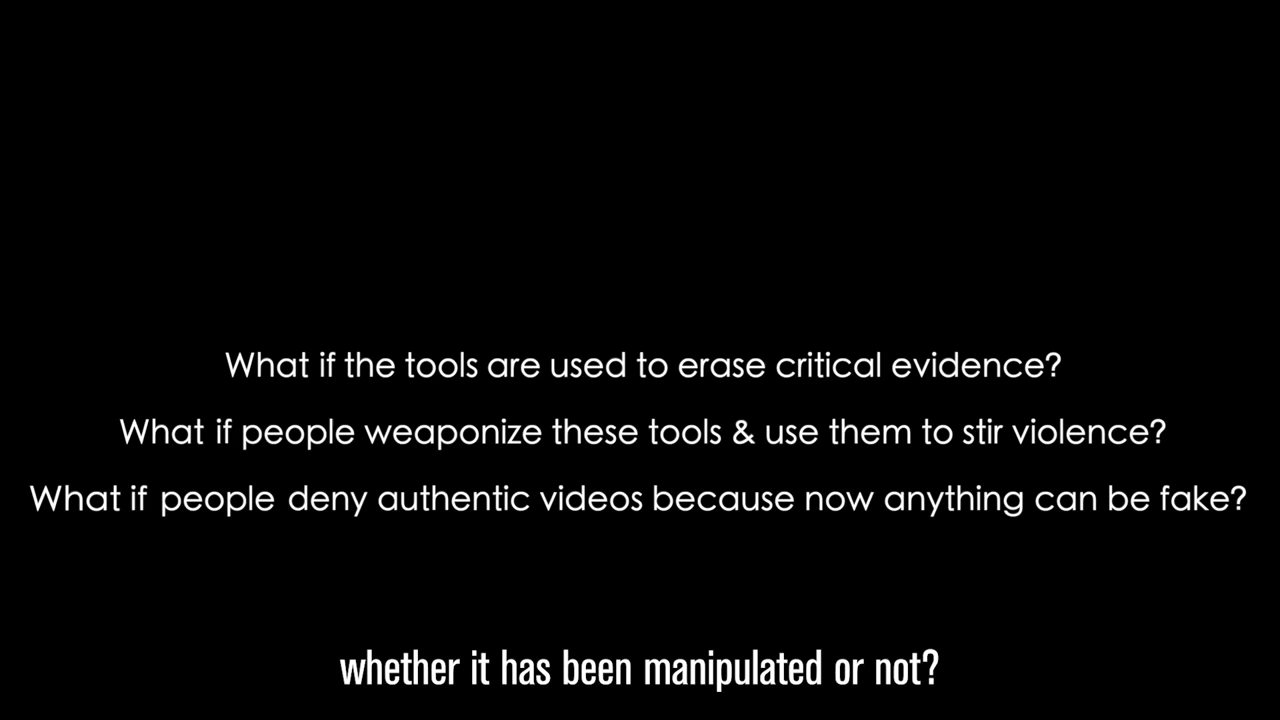 What if the tools are used to erase critical evidence?
What if people weaponize these tools & use them to stir violence?
What if people deny authentic videos because now anything can be fake?
whether it has been manipulated or not?